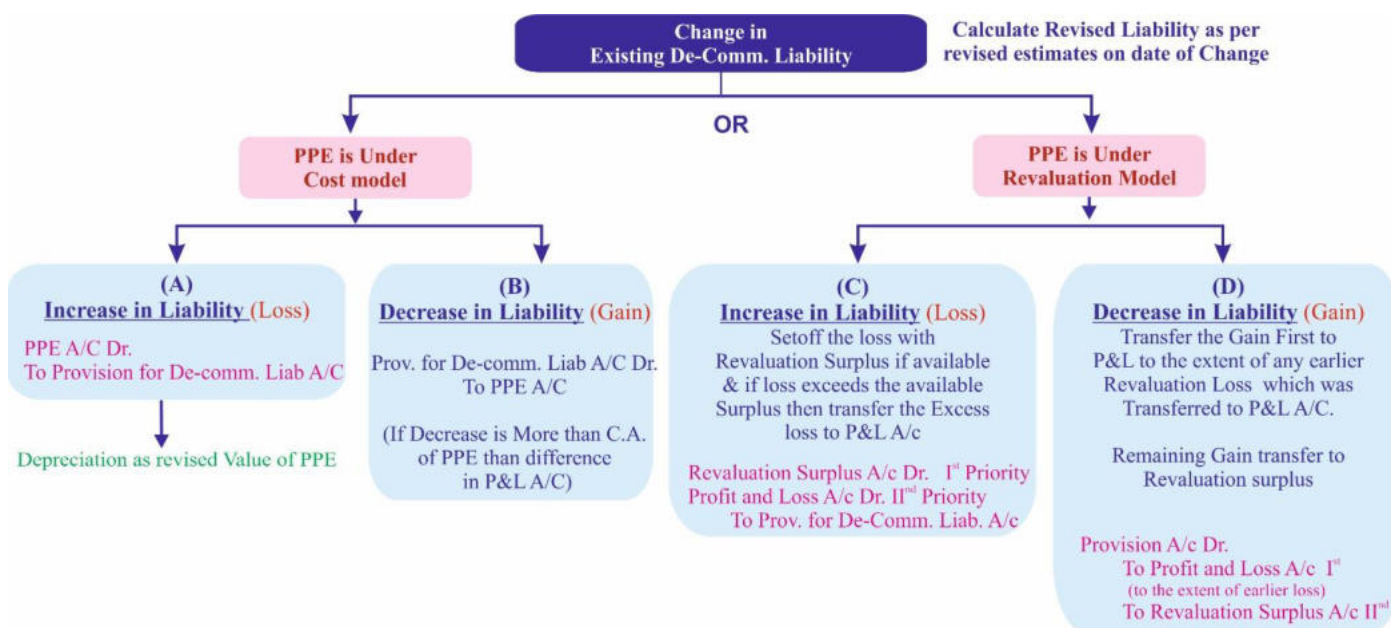 Change in
Existing De-Comm. Liability
Calculate Revised Liability as per
revised estimates on date of Change
OR
PPE is Under
Cost model
PPE is Under
Revaluation Model
(A)
Increase in Liability (Loss)
PPE A/C Dr.
To Provision for De-comm. Liab A/C
Depreciation as revised Value of PPE
(B)
Decrease in Liability (Gain)
Prov. for De-comm. Liab A/C Dr.
To PPE A/C
(If Decrease is More than C.A.
of PPE than difference
in P&L A/C)
(C)
Increase in Liability (Loss)
Setoff the loss with
Revaluation Surplus if available
& if loss exceeds the available
Surplus then transfer the Excess
loss to P&L A/c
Revaluation Surplus A/c Dr. Ist Priority
Profit and Loss A/c Dr. IInd Priority
To Prov. for De-Comm. Liab. A/c
(D)
Decrease in Liability (Gain)
Transfer the Gain First to
P&L to the extent of any earlier
Revaluation Loss which was
Transferred to P&L A/C.
Remaining Gain transfer to
Revaluation surplus
Provision A/c Dr.
To Profit and Loss A/c Ist
(to the extent of earlier loss)
To Revaluation Surplus A/c IInd